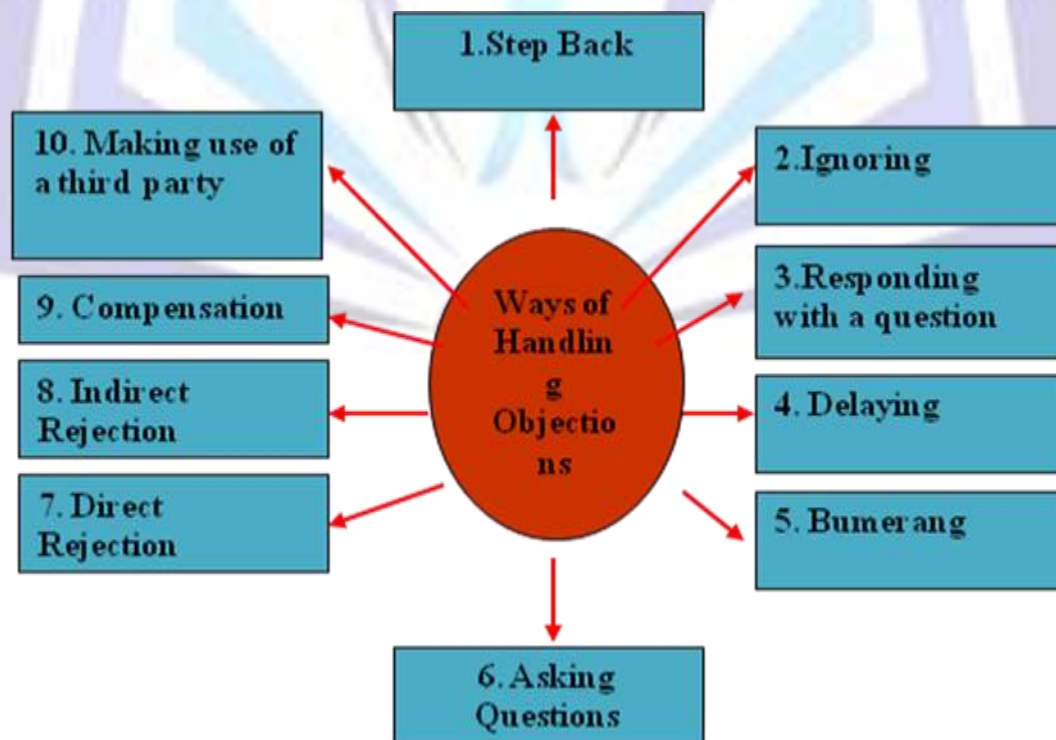 1.Step Back
10. Making use of
a third party
2.Ignoring
Ways of
Handlin
g
Objectio
ns
3.Responding
with a question
9. Compensation
4. Delaying
8. Indirect
Rejection
5. Bumerang
7. Direct
Rejection
6. Asking
Questions